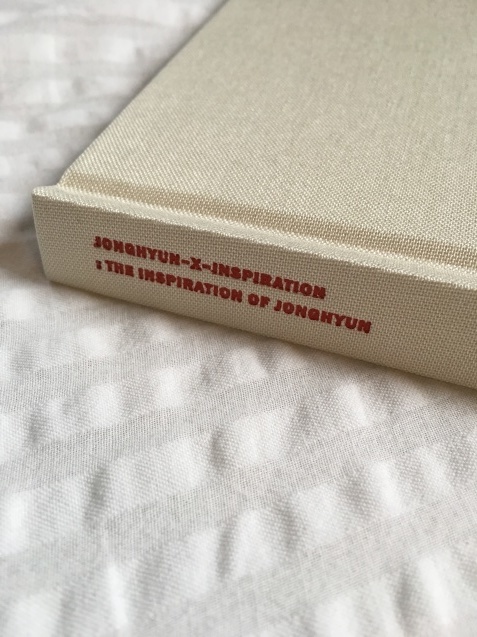 JONGHYUN-X-INSPIRATION
: THE INSPIRATION OF JONGHYUN